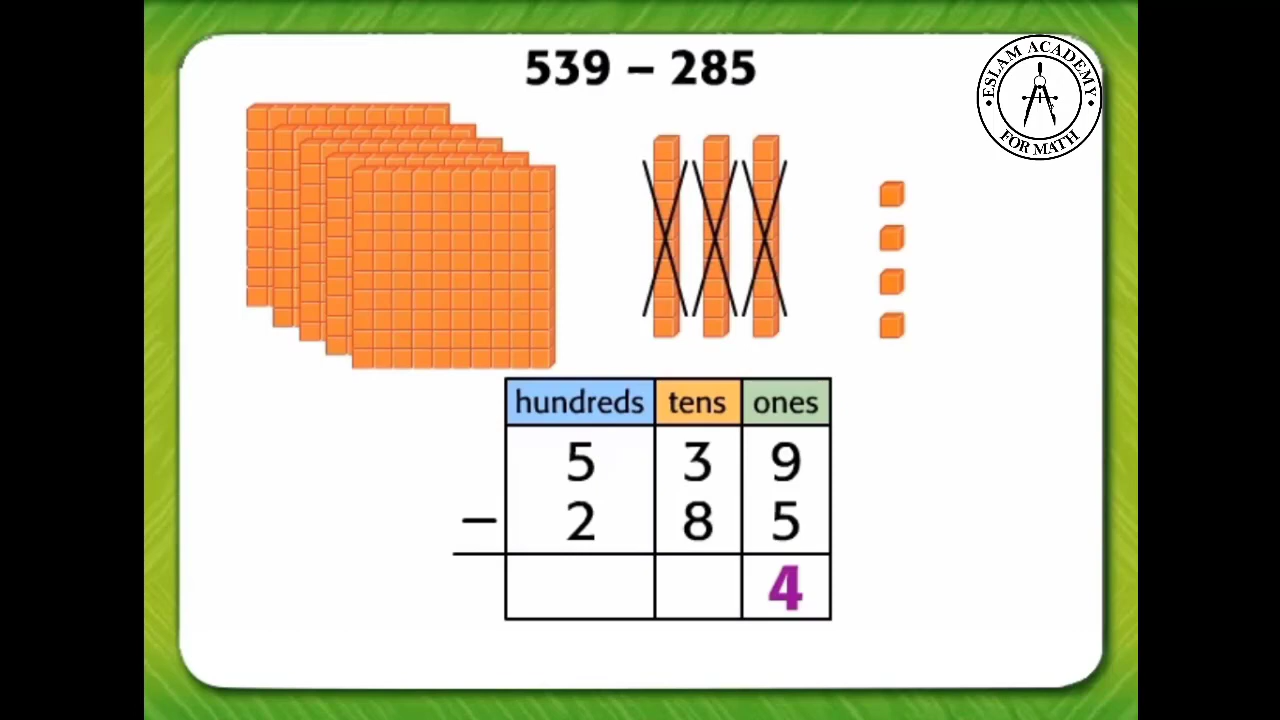 539 – 285
•ESLAM ACADEMY•
FOR MATH
hundreds tens ones
5 3 9
– 2 8 5
4